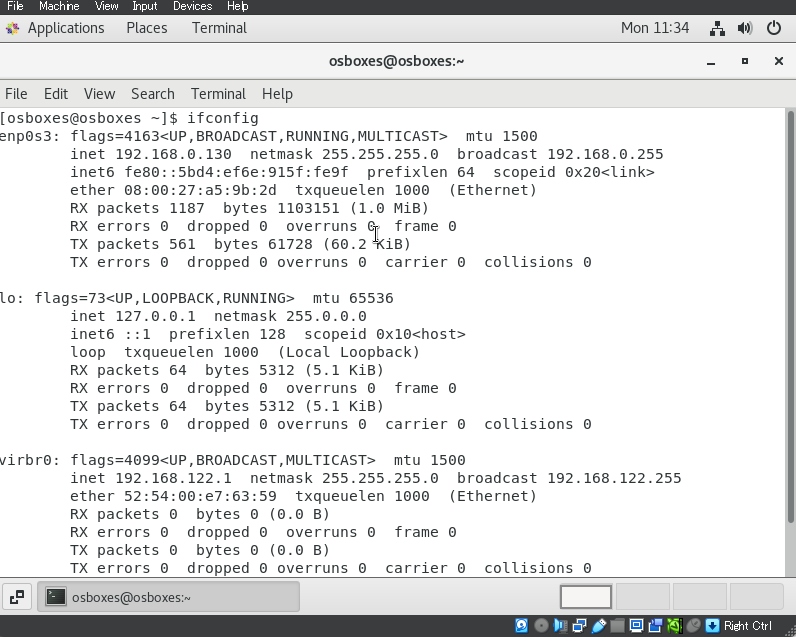 File Machine View Input Devices Help
Applications Places Terminal Mon 11:34
osboxes@osboxes:~
File Edit View Search Terminal Help
[osboxes@osboxes ~]$ ifconfig
enp0s3: flags=4163<UP,BROADCAST,RUNNING,MULTICAST>  mtu 1500
        inet 192.168.0.130  netmask 255.255.255.0  broadcast 192.168.0.255
        inet6 fe80::5bd4:ef6e:915f:fe9f  prefixlen 64  scopeid 0x20<link>
        ether 08:00:27:a5:9b:2d  txqueuelen 1000  (Ethernet)
        RX packets 1187  bytes 1103151 (1.0 MiB)
        RX errors 0  dropped 0  overruns 0  frame 0
        TX packets 561  bytes 61728 (60.2 KiB)
        TX errors 0  dropped 0 overruns 0  carrier 0  collisions 0
lo: flags=73<UP,LOOPBACK,RUNNING>  mtu 65536
        inet 127.0.0.1  netmask 255.0.0.0
        inet6 ::1  prefixlen 128  scopeid 0x10<host>
        loop  txqueuelen 1000  (Local Loopback)
        RX packets 64  bytes 5312 (5.1 KiB)
        RX errors 0  dropped 0  overruns 0  frame 0
        TX packets 64  bytes 5312 (5.1 KiB)
        TX errors 0  dropped 0 overruns 0  carrier 0  collisions 0
virbr0: flags=4099<UP,BROADCAST,MULTICAST>  mtu 1500
        inet 192.168.122.1  netmask 255.255.255.0  broadcast 192.168.122.255
        ether 52:54:00:e7:63:59  txqueuelen 1000  (Ethernet)
        RX packets 0  bytes 0 (0.0 B)
        RX errors 0  dropped 0  overruns 0  frame 0
        TX packets 0  bytes 0 (0.0 B)
        TX errors 0  dropped 0 overruns 0  carrier 0  collisions 0
osboxes@osboxes:~
Right Ctrl